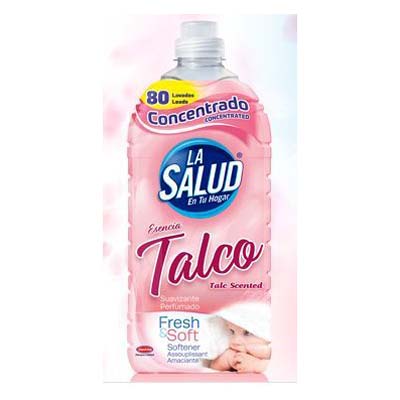 80 Lavados
Loads
Concentrado
CONCENTRATED
LA
SALUD®
En Tu Hogar
Esencia
Talco
Talc Scented
Suavizante
Perfumado
Fresh
&Soft
Softener
Assouplissant
Amaciante